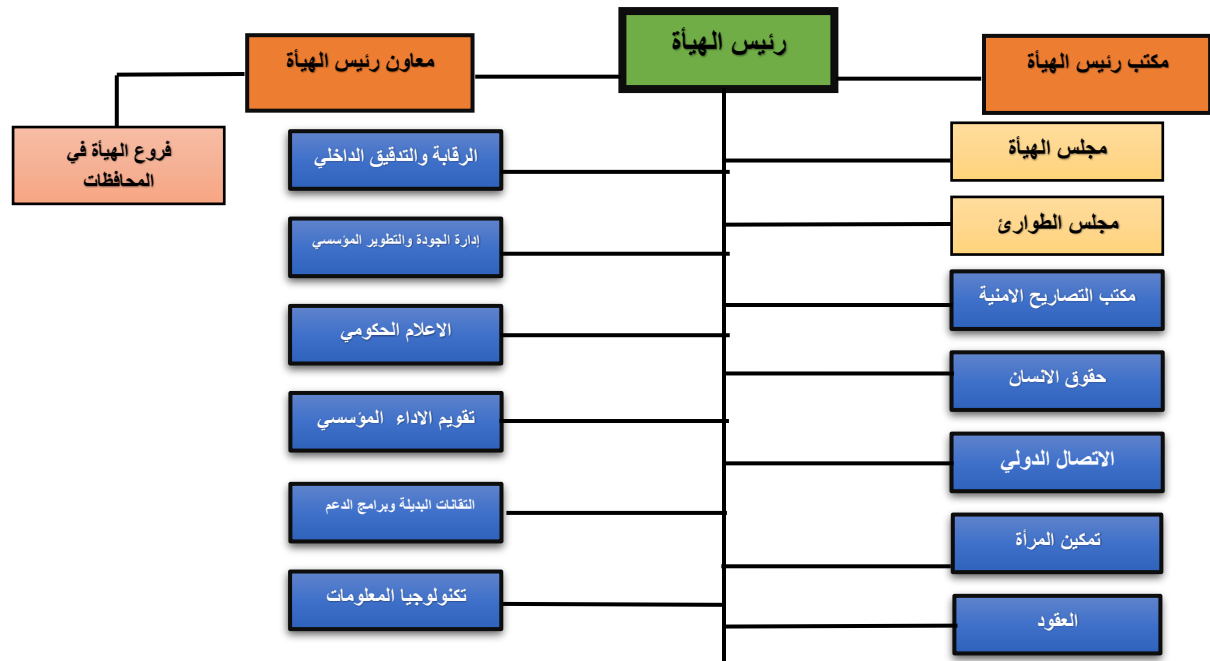 رئيس الهيأة
مكتب رئيس الهيأة
معاون رئيس الهيأة
فروع الهيأة في
المحافظات
مجلس الهيأة
مجلس الطوارئ
مكتب التصاريح الامنية
حقوق الانسان
الاتصال الدولي
تمكين المرأة
العقود
الرقابة والتدقيق الداخلي
إدارة الجودة والتطوير المؤسسي
الاعلام الحكومي
تقويم الاداء المؤسسي
التقانات البديلة وبرامج الدعم
تكنولوجيا المعلومات